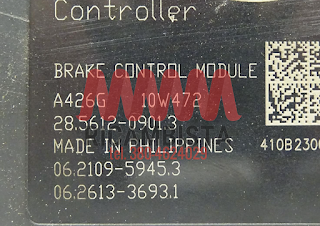 Controller
BRAKE CONTROL MODULE
A426G 10W472
28.5612-0901.3
MADE IN PHILIPPINES 410B230
06.2109-5945.3
06.2613-3693.1